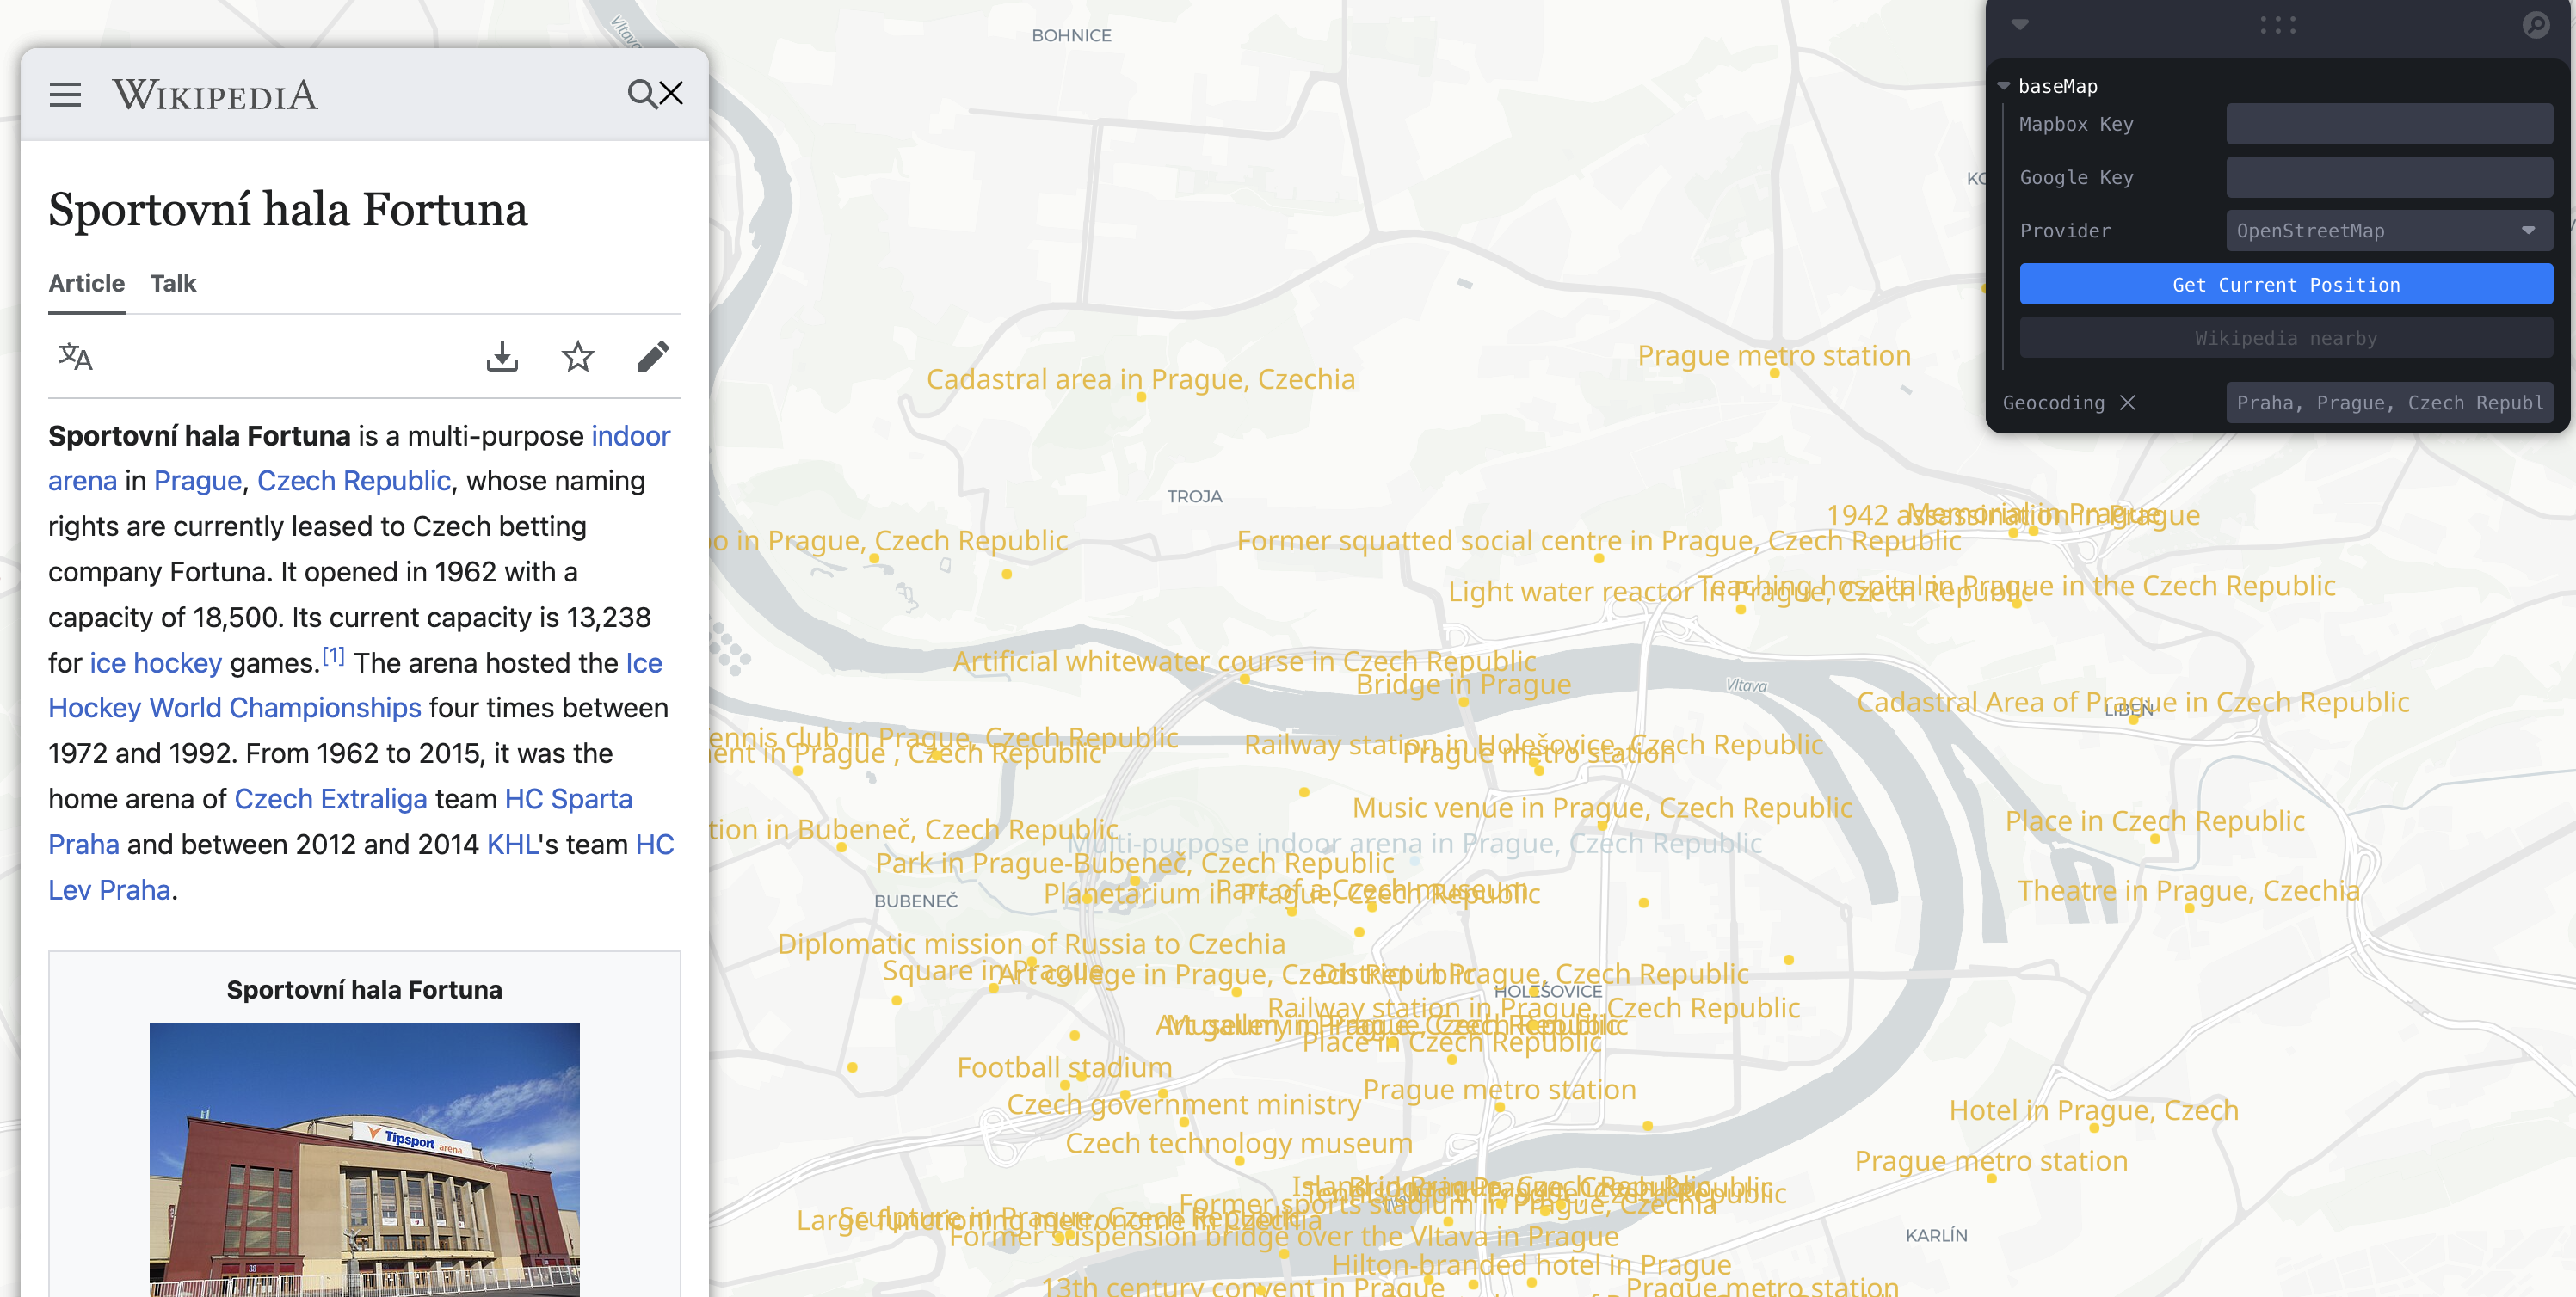 WIKIPEDIA
Sportovní hala Fortuna
Article Talk
Sportovní hala Fortuna is a multi-purpose indoor
arena in Prague, Czech Republic, whose naming
rights are currently leased to Czech betting
company Fortuna. It opened in 1962 with a
capacity of 18,500. Its current capacity is 13,238
for ice hockey games.[1] The arena hosted the Ice
Hockey World Championships four times between
1972 and 1992. From 1962 to 2015, it was the
home arena of Czech Extraliga team HC Sparta
Praha and between 2012 and 2014 KHL's team HC
Lev Praha.
Sportovní hala Fortuna
Tipsport arena
Vltava
BOHNICE
Cadastral area in Prague, Czechia
Prague metro station
TROJA
1942 assassination in Prague
Memorial in Prague
in Prague, Czech Republic
Former squatted social centre in Prague, Czech Republic
Light water reactor in Prague, Czech Republic
Teaching hospital in Prague in the Czech Republic
Artificial whitewater course in Czech Republic
Bridge in Prague
Vltava
Cadastral Area of Prague in Czech Republic
LIBEŇ
club in Prague, Czech Republic
in Prague , Czech Republic
Railway station in Holešovice, Czech Republic
Prague metro station
Music venue in Prague, Czech Republic
Place in Czech Republic
in Bubeneč, Czech Republic
Multi-purpose indoor arena in Prague, Czech Republic
Park in Prague-Bubeneč, Czech Republic
Planetarium in Prague, Czech Republic
Part of a Czech museum
Theatre in Prague, Czechia
BUBENEČ
Diplomatic mission of Russia to Czechia
Square in Prague
Art college in Prague, Czech Republic
District in Prague, Czech Republic
HOLEŠOVICE
Railway station in Prague, Czech Republic
Art gallery in Prague, Czech Republic
Museum in Prague, Czech Republic
Place in Czech Republic
Football stadium
Prague metro station
Czech government ministry
Hotel in Prague, Czech
Czech technology museum
Prague metro station
Island in Prague, Czech Republic
Former sports stadium in Prague, Czechia
Sculpture in Prague, Czech Republic
Large functioning metronome in Czechia
Former suspension bridge over the Vltava in Prague
KARLÍN
Hilton-branded hotel in Prague
13th century convent in Prague
Prague metro station
baseMap
Mapbox Key
Google Key
Provider OpenStreetMap
Get Current Position
Wikipedia nearby
Geocoding Praha, Prague, Czech Republ